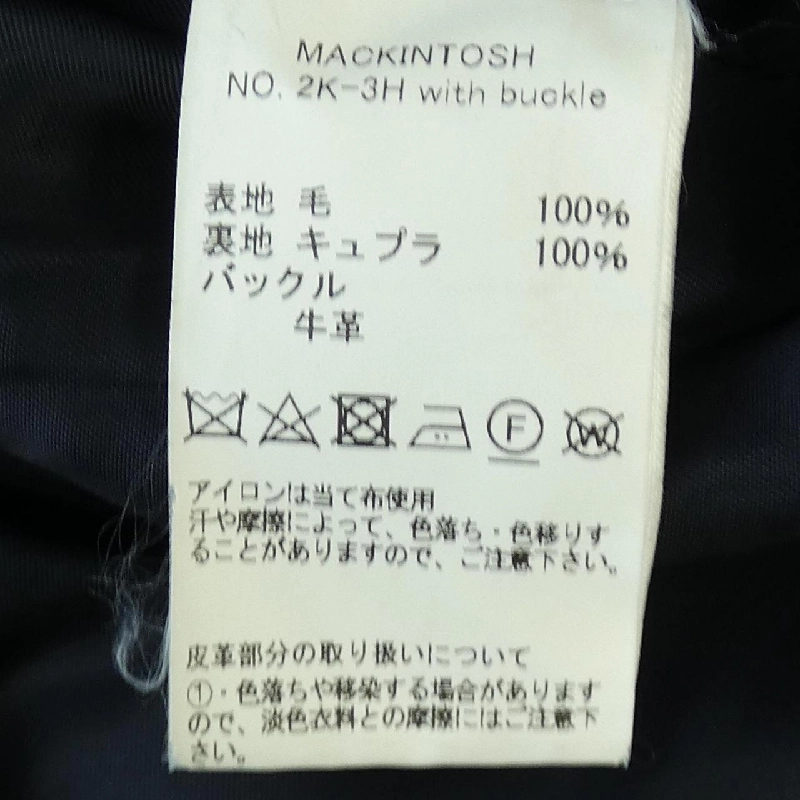 MACKINTOSH
NO. 2K-3H with buckle
表地 毛 100%
裏地 キュプラ 100%
バックル
牛革
F W
アイロンは当て布使用
汗や摩擦によって、色落ち・色移りす
ることがありますので、ご注意下さい。
皮革部分の取り扱いについて
①・色落ちや移染する場合があります
ので、淡色衣料との摩擦にはご注意下
さい。